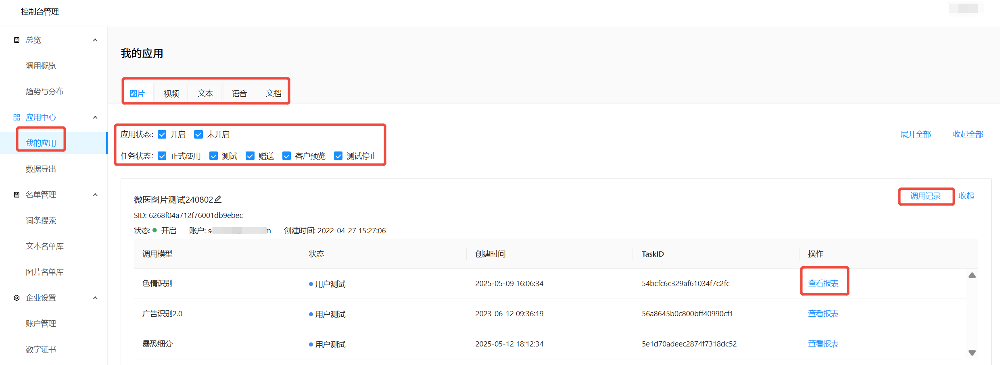 控制台管理
总览
调用概览
趋势与分布
应用中心
我的应用
数据导出
名单管理
词条搜索
文本名单库
图片名单库
企业设置
账户管理
数字证书
我的应用
图片 视频 文本 语音 文档
应用状态: 开启 未开启
展开全部 收起全部
任务状态: 正式使用 测试 赠送 客户预览 测试停止
微医图片测试240802
调用记录 收起
SID: 6268f04a712f76001db9ebec
状态: 开启 账户: s m 创建时间: 2022-04-27 15:27:06
调用模型 状态 创建时间 TaskID 操作
色情识别 用户测试 2025-05-09 16:06:34 54bcfc6c329af61034f7c2fc 查看报表
广告识别2.0 用户测试 2023-06-12 09:36:19 56a8645b0c800bff40990cf1 查看报表
暴恐细分 用户测试 2025-05-12 18:12:34 5e1d70adeec2874f7318dc52 查看报表